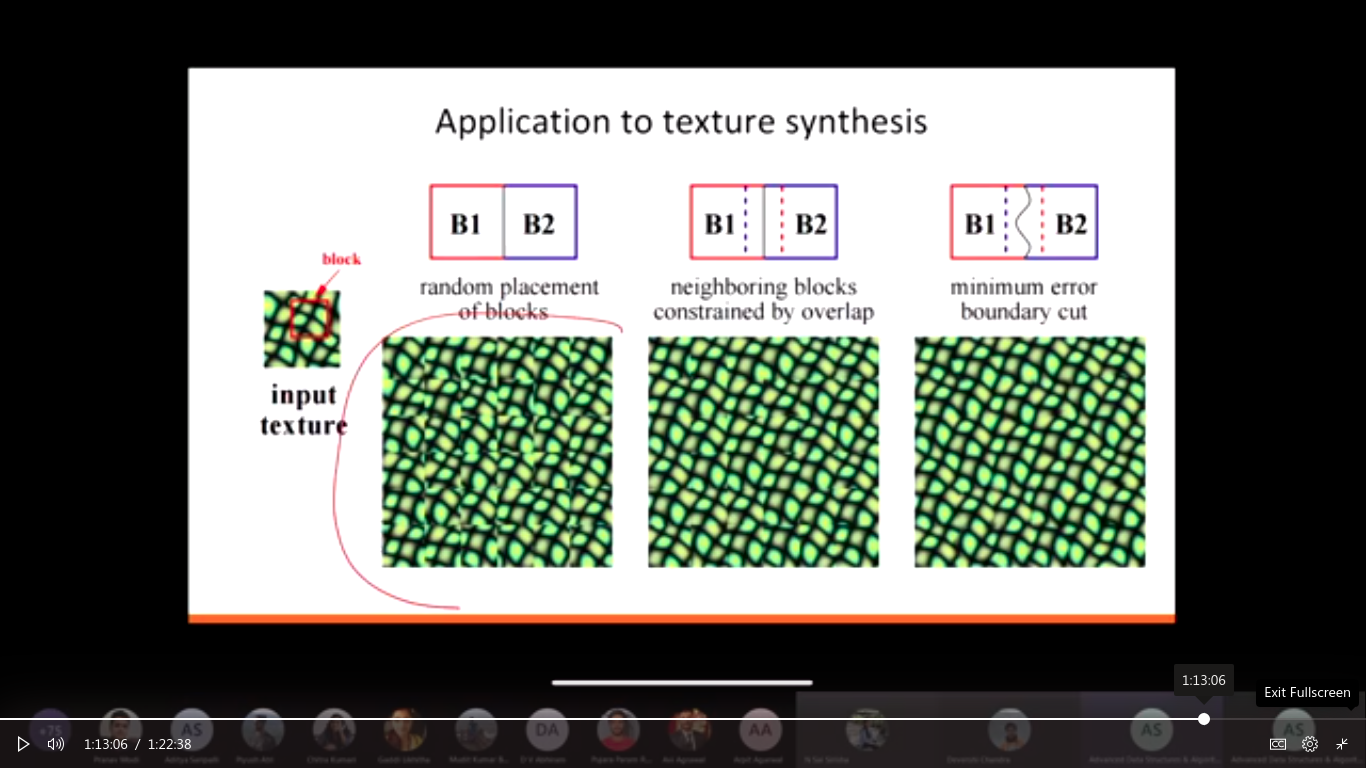 Application to texture synthesis
B1 B2
B1 B2
B1 B2
block
random placement
of blocks
neighboring blocks
constrained by overlap
minimum error
boundary cut
input
texture
1:13:06
Exit Fullscreen
+75
AS
DA
AA
AS
AS
1:13:06 / 1:22:38
CC